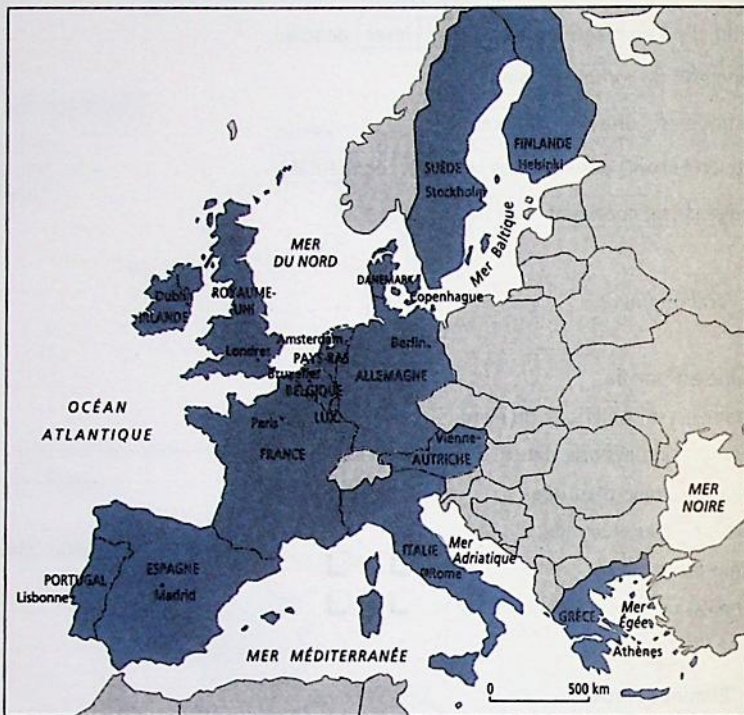 FINLANDE
Helsinki
SUÈDE
Stockholm
MER
DU NORD
Mer Baltique
DANEMARK
Copenhague
Dublin
IRLANDE
ROYAUME-
UNI
Londres
Amsterdam
PAYS-BAS
Berlin
Bruxelles
BELGIQUE
ALLEMAGNE
LUX.
OCÉAN
ATLANTIQUE
Paris
FRANCE
Vienne
AUTRICHE
MER
NOIRE
ITALIE
Rome
Mer
Adriatique
PORTUGAL
Lisbonne
ESPAGNE
Madrid
GRÈCE
Mer
Égée
Athènes
MER MÉDITERRANÉE
0 500 km